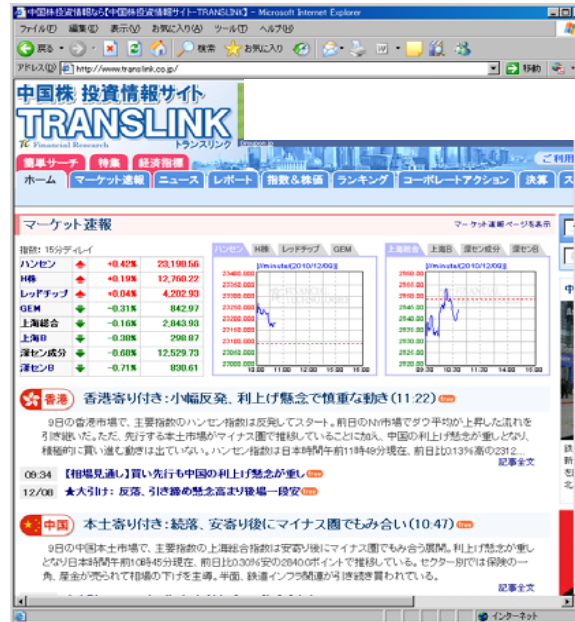 中国株投資情報なら【中国株投資情報サイト-TRANSLINK】 - Microsoft Internet Explorer
ファイル(F) 編集(E) 表示(V) お気に入り(A) ツール(T) ヘルプ(H)
戻る 検索 お気に入り
アドレス(D) http://www.translink.co.jp/ 移動
中国株 投資情報サイト
TRANSLINK
Financial Research トランスリンク
簡単サーチ 特集 経済指標 ご利用
ホーム マーケット速報 ニュース レポート 指数&株価 ランキング コーポレートアクション 決算 ス
マーケット速報 マーケット速報ページを表示
指数: 15分ディレイ
ハンセン +0.42% 23,190.56
H株 +0.19% 12,760.22
レッドチップ +0.04% 4,202.93
GEM -0.31% 842.97
上海総合 -0.16% 2,843.93
上海B -0.38% 298.87
深セン成分 -0.68% 12,529.73
深センB -0.71% 830.61
ハンセン H株 レッドチップ GEM
上海総合 上海B 深セン成分 深センB
香港 香港寄り付き:小幅反発、利上げ懸念で慎重な動き(11:22) free
9日の香港市場で、主要指数のハンセン指数は反発してスタート。前日のNY市場でダウ平均が上昇した流れを
引き継いだ。ただ、先行する本土市場がマイナス圏で推移していることに加え、中国の利上げ懸念が重しとなり、
積極的に買い進む動きは出ていない。ハンセン指数は日本時間午前11時49分現在、前日比0.13%高の2312...
記事全文
09:34 【相場見通し】買い先行も中国の利上げ懸念が重し free
12/08 ★大引け:反落、引き締め懸念高まり後場一段安 free
中国 本土寄り付き:続落、安寄り後にマイナス圏でもみ合い(10:47) free
9日の中国本土市場で、主要指数の上海総合指数は安寄り後にマイナス圏でもみ合う展開。利上げ懸念が重し
となり日本時間午前10時45分現在、前日比0.30%安の2840.0ポイントで推移している。セクター別では保険の一
角、産金が売られて相場の下げを主導。半面、鉄道インフラ関連が引き続き買われている。
記事全文
インターネット